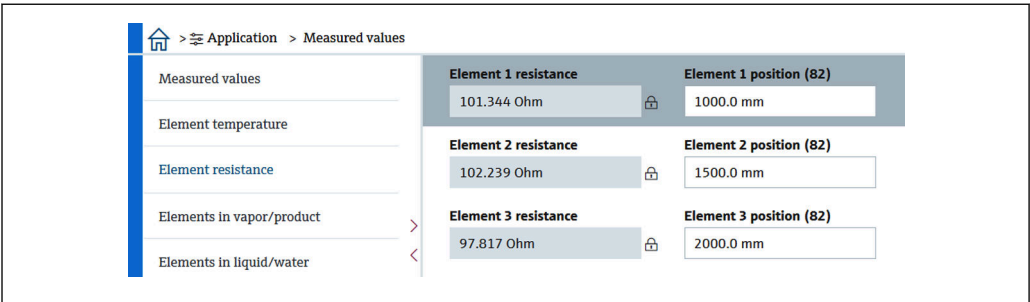 > Application > Measured values
Measured values
Element temperature
Element resistance
Elements in vapor/product
Elements in liquid/water
Element 1 resistance Element 1 position (82)
101.344 Ohm 1000.0 mm
Element 2 resistance Element 2 position (82)
102.239 Ohm 1500.0 mm
Element 3 resistance Element 3 position (82)
97.817 Ohm 2000.0 mm